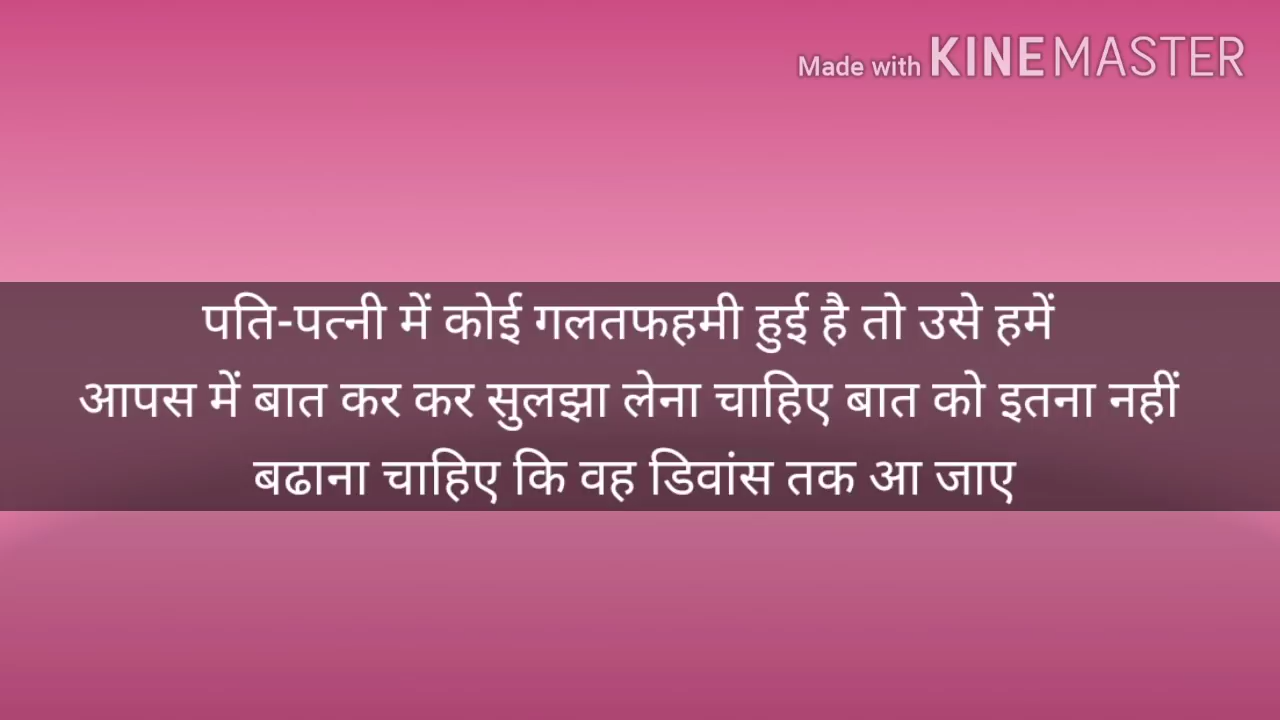 Made with KINEMASTER
पति-पत्नी में कोई गलतफहमी हुई है तो उसे हमें
आपस में बात कर कर सुलझा लेना चाहिए बात को इतना नहीं
बढाना चाहिए कि वह डिवांस तक आ जाए